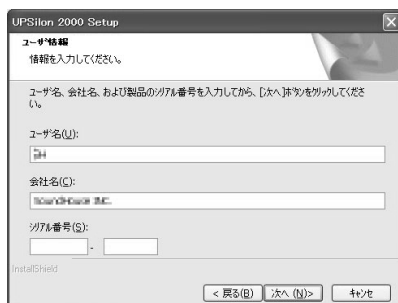 UPSilon 2000 Setup
ユーザ情報
情報を入力してください。
ユーザ名、会社名、および製品のシリアル番号を入力してから、[次へ]ボタンをクリックしてくださ
い。
ユーザ名(U):
会社名(C):
シリアル番号(S):
-
InstallShield
< 戻る(B)
次へ (N)>
キャンセル